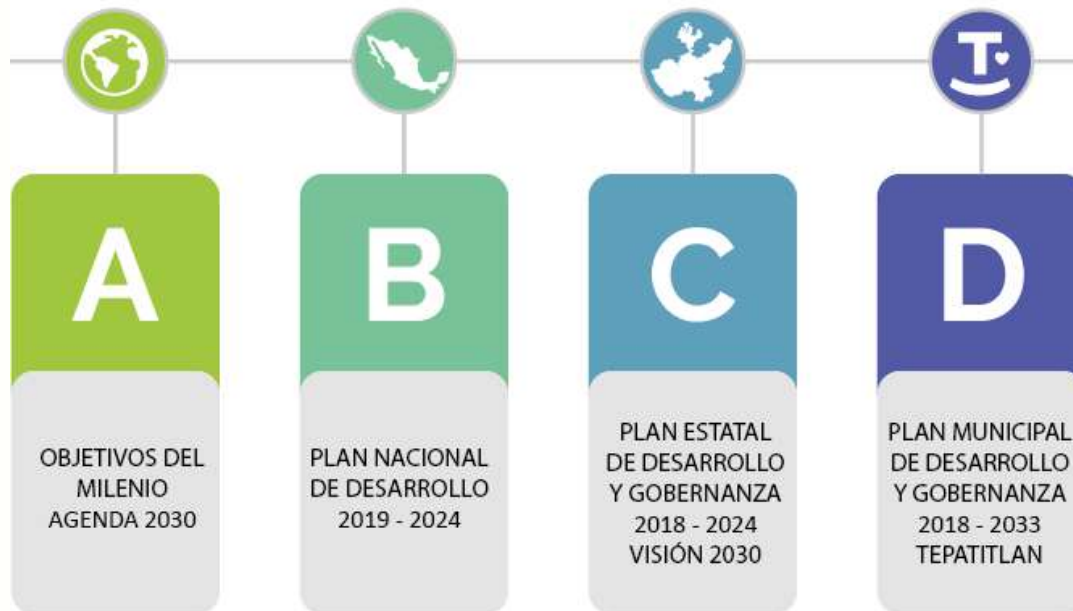 T
A
OBJETIVOS DEL
MILENIO
AGENDA 2030
B
PLAN NACIONAL
DE DESARROLLO
2019 - 2024
C
PLAN ESTATAL
DE DESARROLLO
Y GOBERNANZA
2018 - 2024
VISIÓN 2030
D
PLAN MUNICIPAL
DE DESARROLLO
Y GOBERNANZA
2018 - 2033
TEPATITLAN